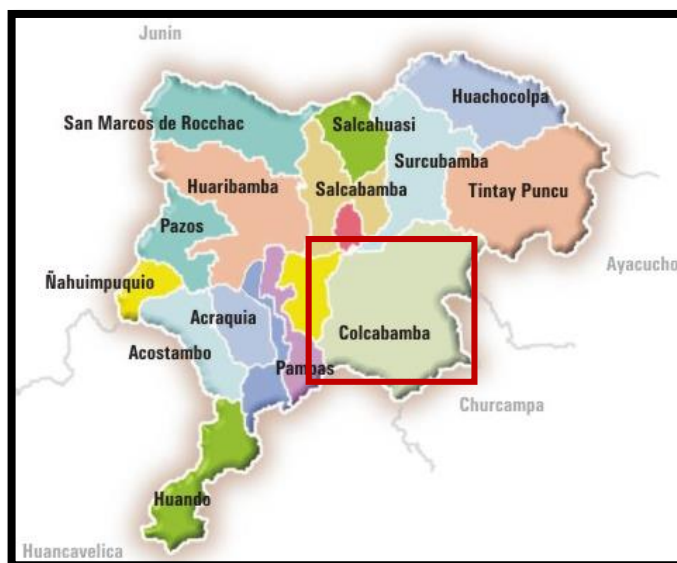 Junin
Huachocolpa
San Marcos de Rocchac
Salcahuasi
Surcubamba
Huaribamba
Salcabamba
Tintay Puncu
Pazos
Ayacucho
Ñahuimpuquio
Acraquia
Colcabamba
Acostambo
Pampas
Churcampa
Huando
Huancavelica